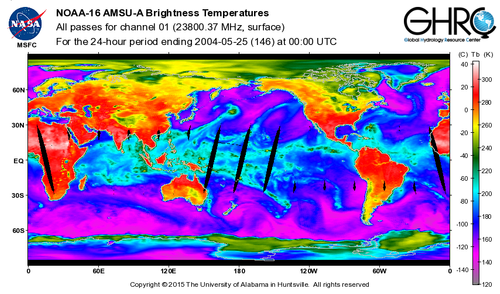 NASA
MSFC
NOAA-16 AMSU-A Brightness Temperatures
All passes for channel 01 (23800.37 MHz, surface)
For the 24-hour period ending 2004-05-25 (146) at 00:00 UTC
GHRC
Global Hydrology Resource Center
(C) Tb (K)
60N
30N
EQ
30S
60S
0 60E 120E 180 120W 60W 0
40
20
0
-20
-40
-60
-80
-100
-120
-140
300
280
260
240
220
200
180
160
140
120
Copyright © 2015 The University of Alabama in Huntsville. All rights reserved